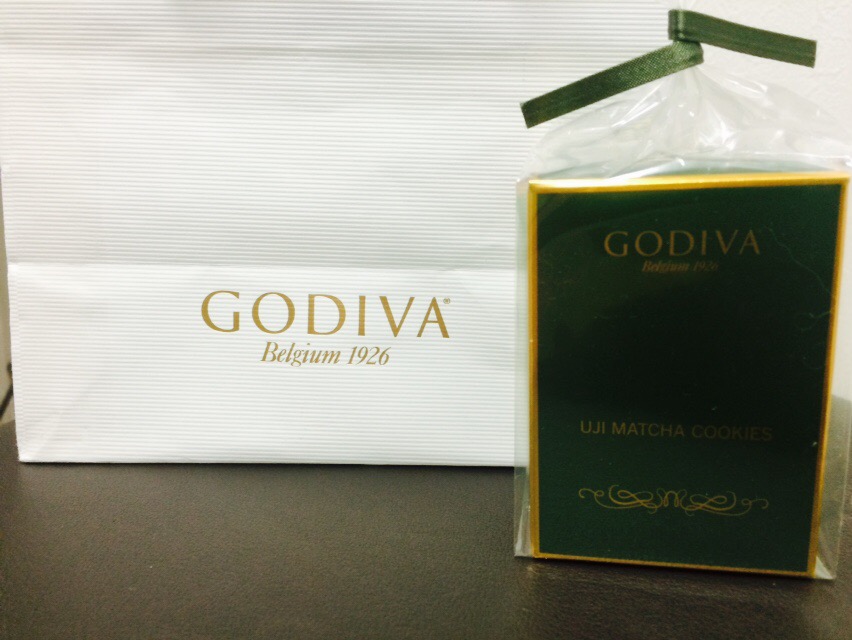 GODIVA®
Belgium 1926
GODIVA
Belgium 1926
UJI MATCHA COOKIES